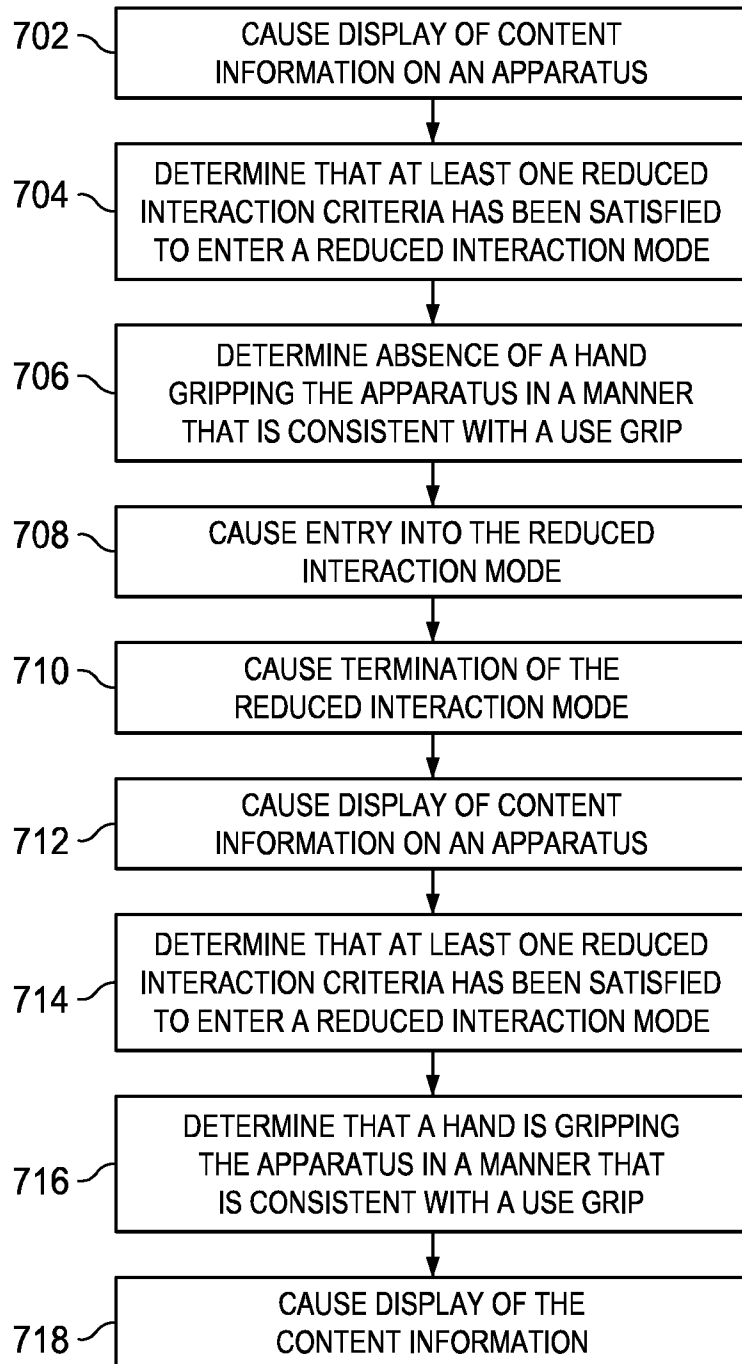 702
CAUSE DISPLAY OF CONTENT
INFORMATION ON AN APPARATUS
704
DETERMINE THAT AT LEAST ONE REDUCED
INTERACTION CRITERIA HAS BEEN SATISFIED
TO ENTER A REDUCED INTERACTION MODE
706
DETERMINE ABSENCE OF A HAND
GRIPPING THE APPARATUS IN A MANNER
THAT IS CONSISTENT WITH A USE GRIP
708
CAUSE ENTRY INTO THE REDUCED
INTERACTION MODE
710
CAUSE TERMINATION OF THE
REDUCED INTERACTION MODE
712
CAUSE DISPLAY OF CONTENT
INFORMATION ON AN APPARATUS
714
DETERMINE THAT AT LEAST ONE REDUCED
INTERACTION CRITERIA HAS BEEN SATISFIED
TO ENTER A REDUCED INTERACTION MODE
716
DETERMINE THAT A HAND IS GRIPPING
THE APPARATUS IN A MANNER THAT
IS CONSISTENT WITH A USE GRIP
718
CAUSE DISPLAY OF THE
CONTENT INFORMATION